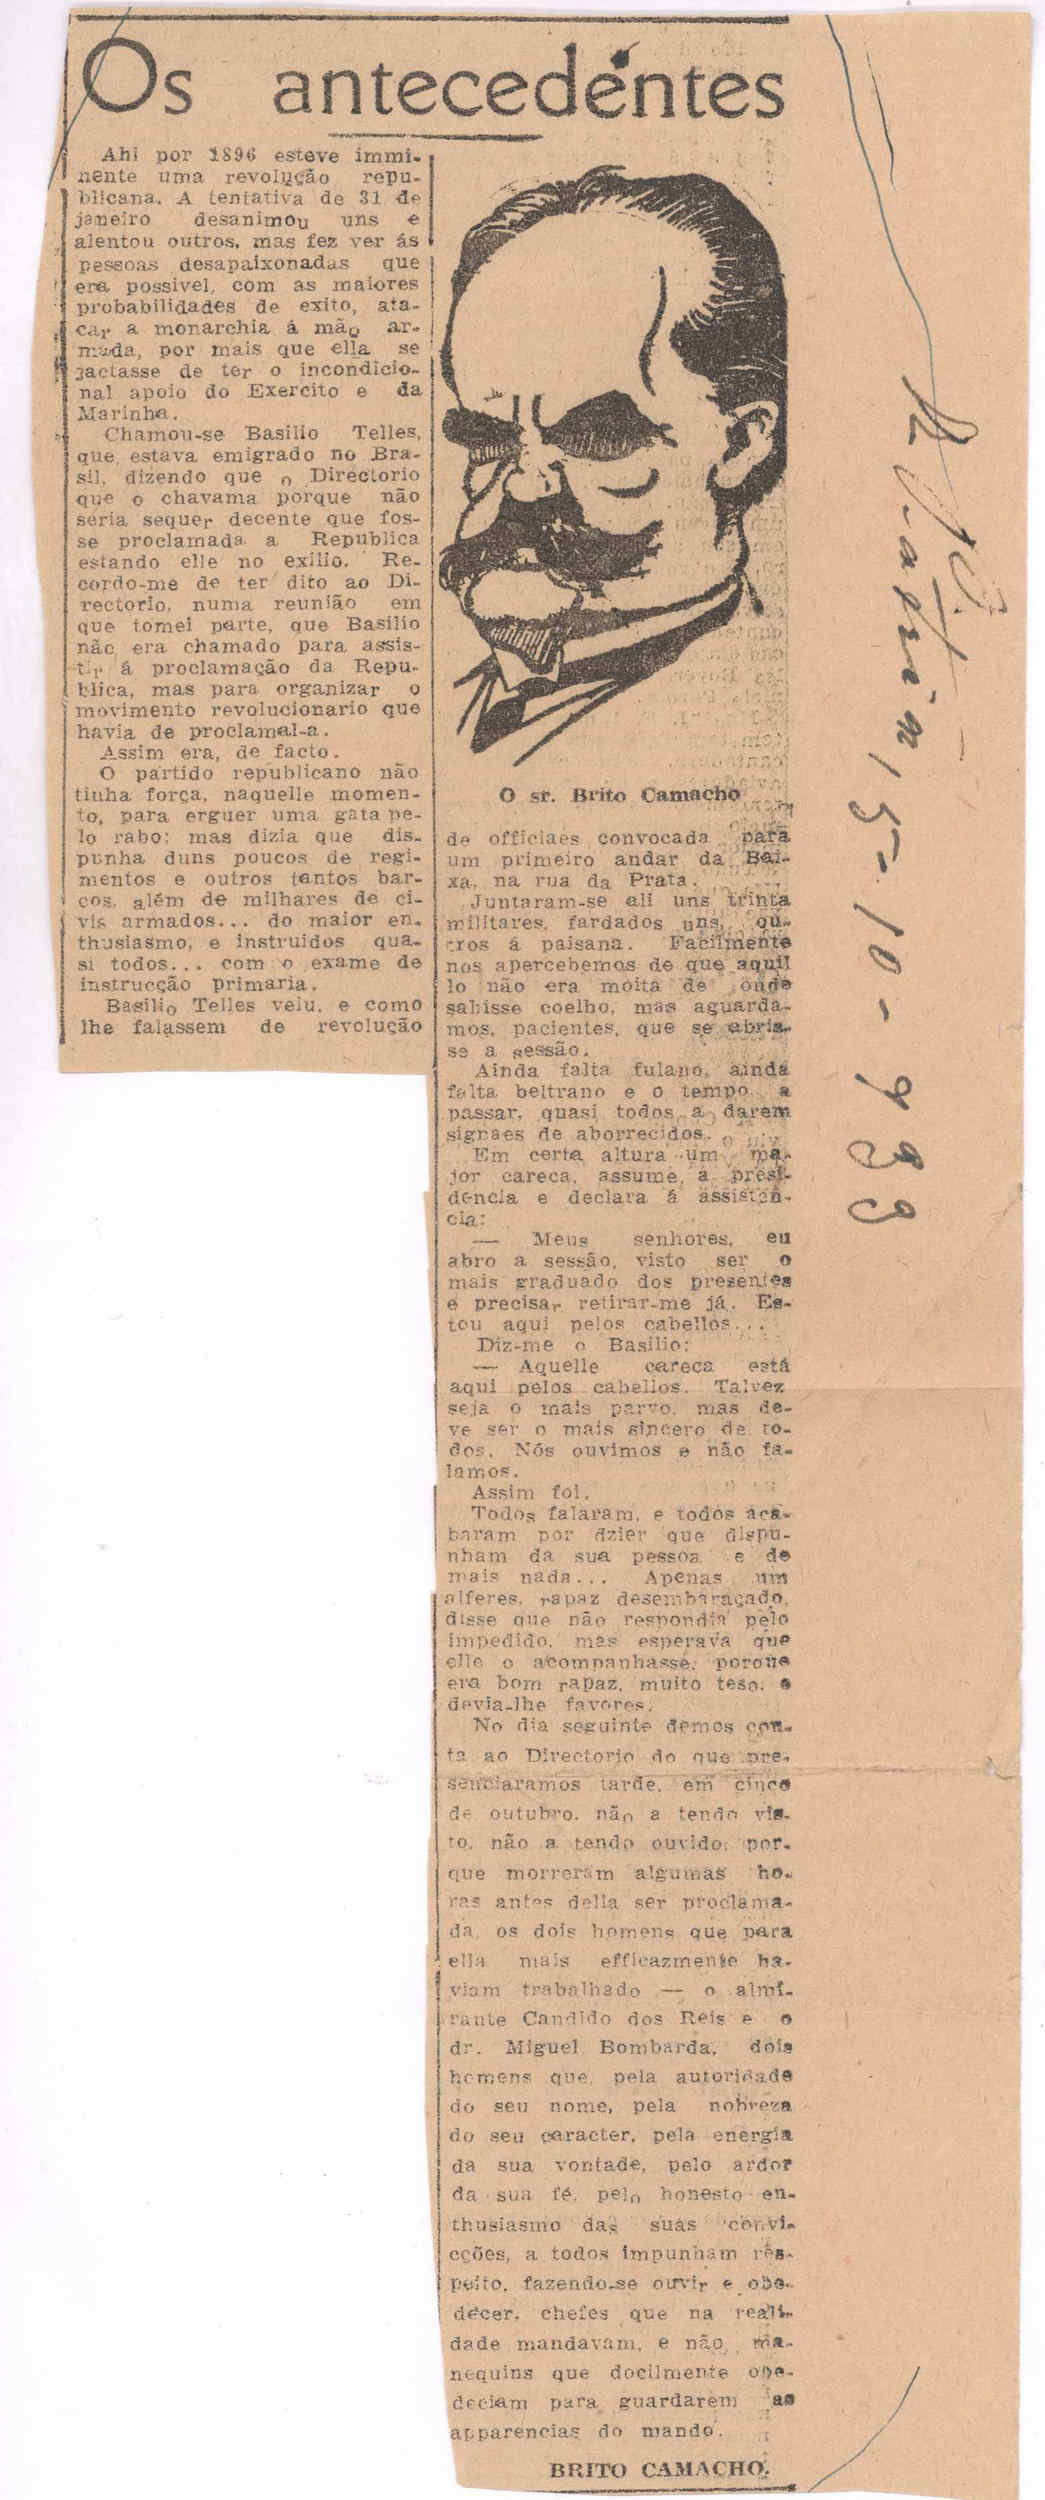 Os antecedentes
Ahi por 1896 esteve immi-
nente uma revolução repu-
blicana. A tentativa de 31 de
janeiro desanimou uns e
alentou outros, mas fez ver ás
pessoas desapaixonadas que
era possivel, com as maiores
probabilidades de exito, ata-
car a monarchia á mão ar-
mada, por mais que ella se
jactasse de ter o incondicio-
nal apoio do Exercito e da
Marinha.
Chamou-se Basilio Telles,
que estava emigrado no Bra-
sil, dizendo que o Directorio
que o chavama porque não
seria sequer decente que fos-
se proclamada a Republica
estando elle no exilio. Re-
cordo-me de ter dito ao Di-
rectorio, numa reunião em
que tomei parte, que Basilio
não era chamado para assis-
tir á proclamação da Repu-
blica, mas para organizar o
movimento revolucionario que
havia de proclamal-a.
Assim era, de facto.
O partido republicano não
tinha força, naquelle momen-
to, para erguer uma gata pe-
lo rabo; mas dizia que dis-
punha duns poucos de regi-
mentos e outros tantos bar-
cos, além de milhares de ci-
vis armados... do maior en-
thusiasmo, e instruidos qua-
si todos... com o exame de
instrucção primaria.
Basilio Telles veiu, e como
lhe falassem de revolução
O sr. Brito Camacho
de officiaes convocada para
um primeiro andar da Bai-
xa, na rua da Prata.
Juntaram-se ali uns trinta
militares, fardados uns, ou-
tros á paisana. Facilmente
nos apercebemos de que aquil
lo não era moita de onde
sahisse coelho, mas aguarda-
mos, pacientes, que se abris-
se a sessão.
Ainda falta fulano, ainda
falta beltrano e o tempo a
passar, quasi todos a darem
signaes de aborrecidos.
Em certa altura um ma-
jor careca, assume a presi-
dencia e declara á assisten-
cia:
— Meus senhores, eu
abro a sessão, visto ser o
mais graduado dos presentes
e precisar retirar-me já. Es-
tou aqui pelos cabellos...
Diz-me o Basilio:
— Aquelle careca está
aqui pelos cabellos. Talvez
seja o mais parvo, mas de-
ve ser o mais sincero de to-
dos. Nós ouvimos e não fa-
lamos.
Assim foi.
Todos falaram, e todos aca-
baram por dzier que dispu-
nham da sua pessoa e de
mais nada... Apenas um
alferes, rapaz desembaraçado,
disse que não respondia pelo
impedido, mas esperava que
elle o acompanhasse, porque
era bom rapaz, muito teso, e
devia-lhe favores.
No dia seguinte demos con-
ta ao Directorio do que pre-
senciaramos tarde, em cinco
de outubro, não a tendo vis-
to, não a tendo ouvido, por-
que morreram algumas ho-
ras antes della ser proclama-
da, os dois homens que para
ella mais efficazmente ha-
viam trabalhado — o almi-
rante Candido dos Reis e o
dr. Miguel Bombarda, dois
homens que, pela autoridade
do seu nome, pela nobreza
do seu caracter, pela energia
da sua vontade, pelo ardor
da sua fé, pelo honesto en-
thusiasmo das suas convi-
cções, a todos impunham res-
peito, fazendo-se ouvir e obe-
decer, chefes que na reali-
dade mandavam, e não ma-
nequins que docilmente obe-
deciam para guardarem as
apparencias do mando.
BRITO CAMACHO.
15-10-933